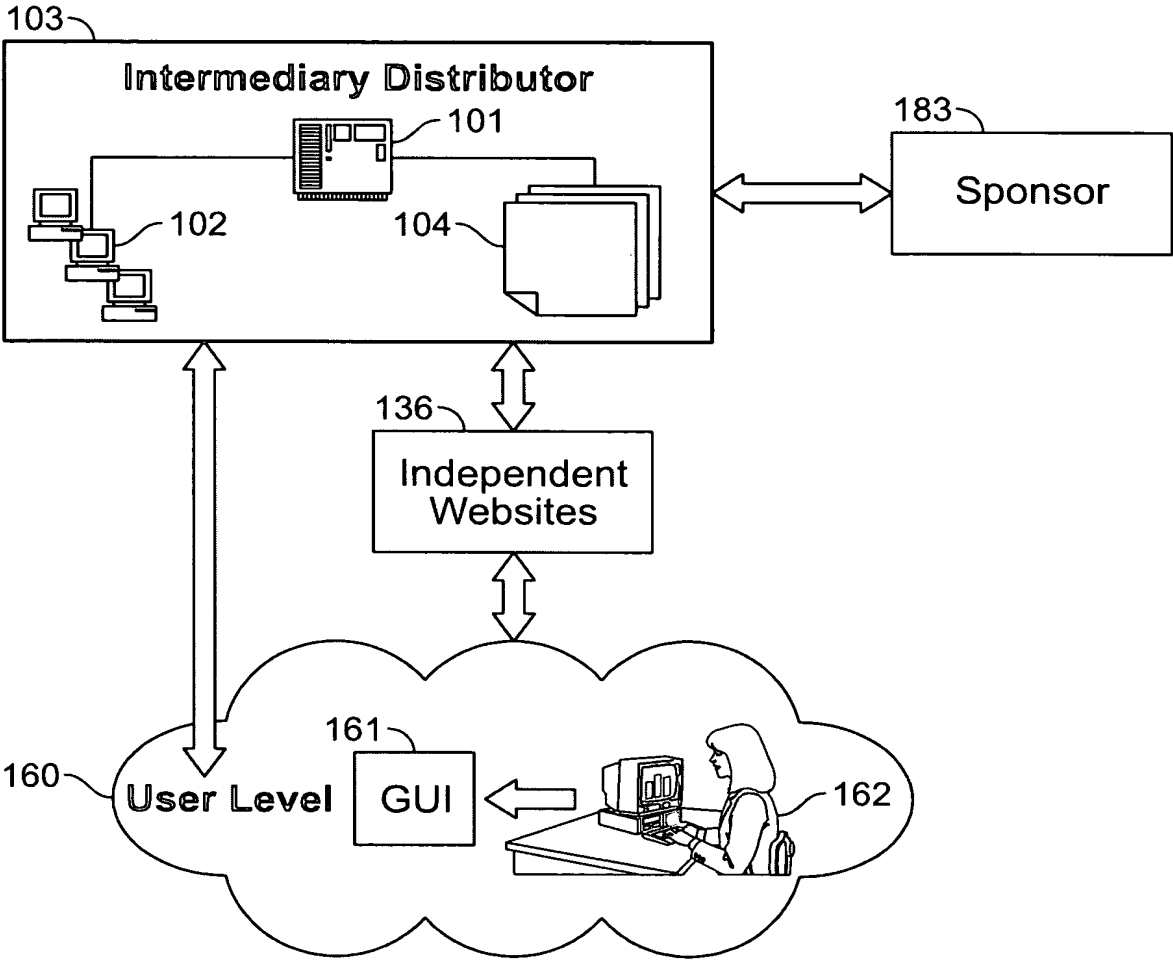 103
Intermediary Distributor
101
183
Sponsor
102
104
136
Independent
Websites
161
160
User Level
GUI
162